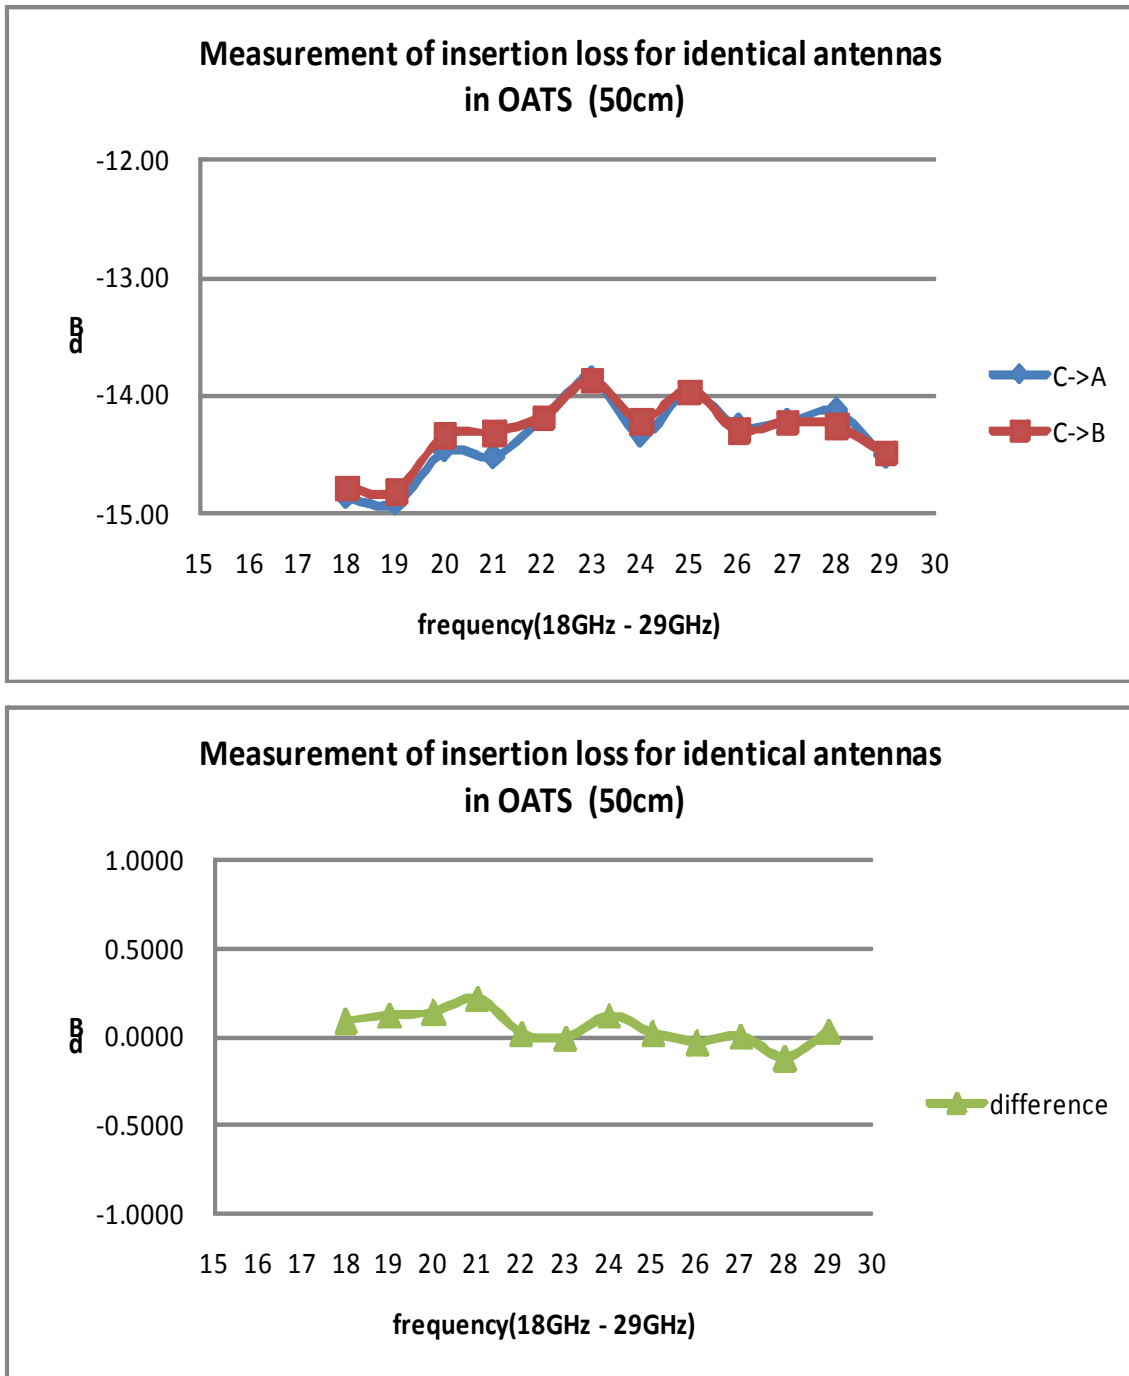 Measurement of insertion loss for identical antennas
in OATS (50cm)
-12.00
-13.00
-14.00
-15.00
dB
C->A
C->B
15 16 17 18 19 20 21 22 23 24 25 26 27 28 29 30
frequency(18GHz - 29GHz)
Measurement of insertion loss for identical antennas
in OATS (50cm)
1.0000
0.5000
0.0000
-0.5000
-1.0000
dB
difference
15 16 17 18 19 20 21 22 23 24 25 26 27 28 29 30
frequency(18GHz - 29GHz)